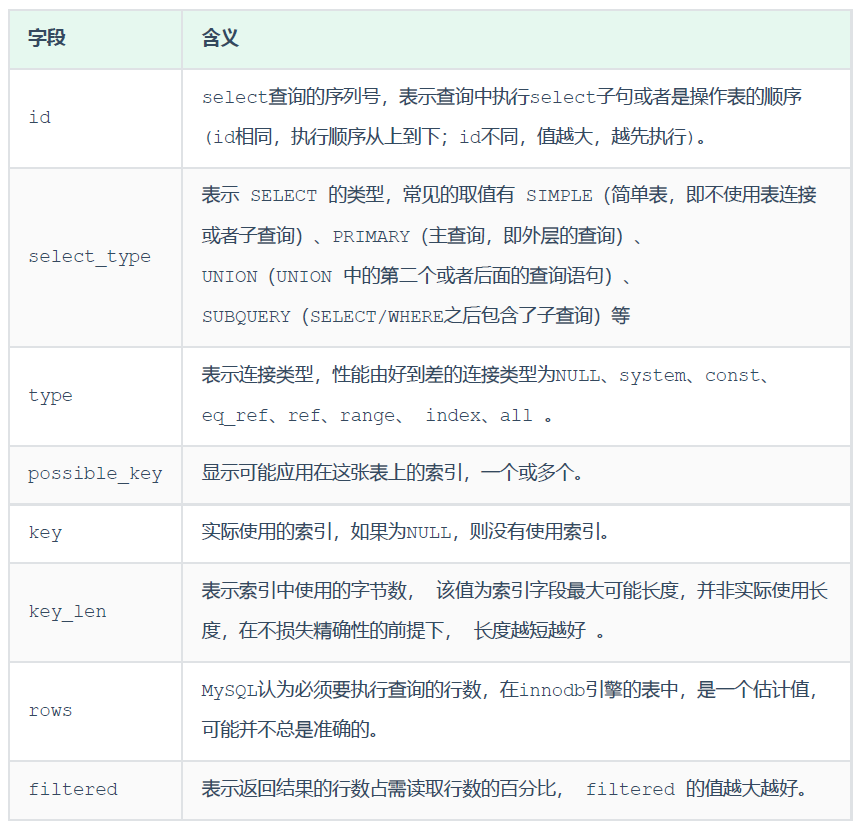 字段 含义
id
select查询的序列号，表示查询中执行select子句或者是操作表的顺序
(id相同，执行顺序从上到下；id不同，值越大，越先执行)。
select_type
表示 SELECT 的类型，常见的取值有 SIMPLE（简单表，即不使用表连接
或者子查询）、PRIMARY（主查询，即外层的查询）、
UNION（UNION 中的第二个或者后面的查询语句）、
SUBQUERY（SELECT/WHERE之后包含了子查询）等
type
表示连接类型，性能由好到差的连接类型为NULL、system、const、
eq_ref、ref、range、 index、all 。
possible_key
显示可能应用在这张表上的索引，一个或多个。
key
实际使用的索引，如果为NULL，则没有使用索引。
key_len
表示索引中使用的字节数， 该值为索引字段最大可能长度，并非实际使用长
度，在不损失精确性的前提下， 长度越短越好 。
rows
MySQL认为必须要执行查询的行数，在innodb引擎的表中，是一个估计值，
可能并不总是准确的。
filtered
表示返回结果的行数占需读取行数的百分比， filtered 的值越大越好。